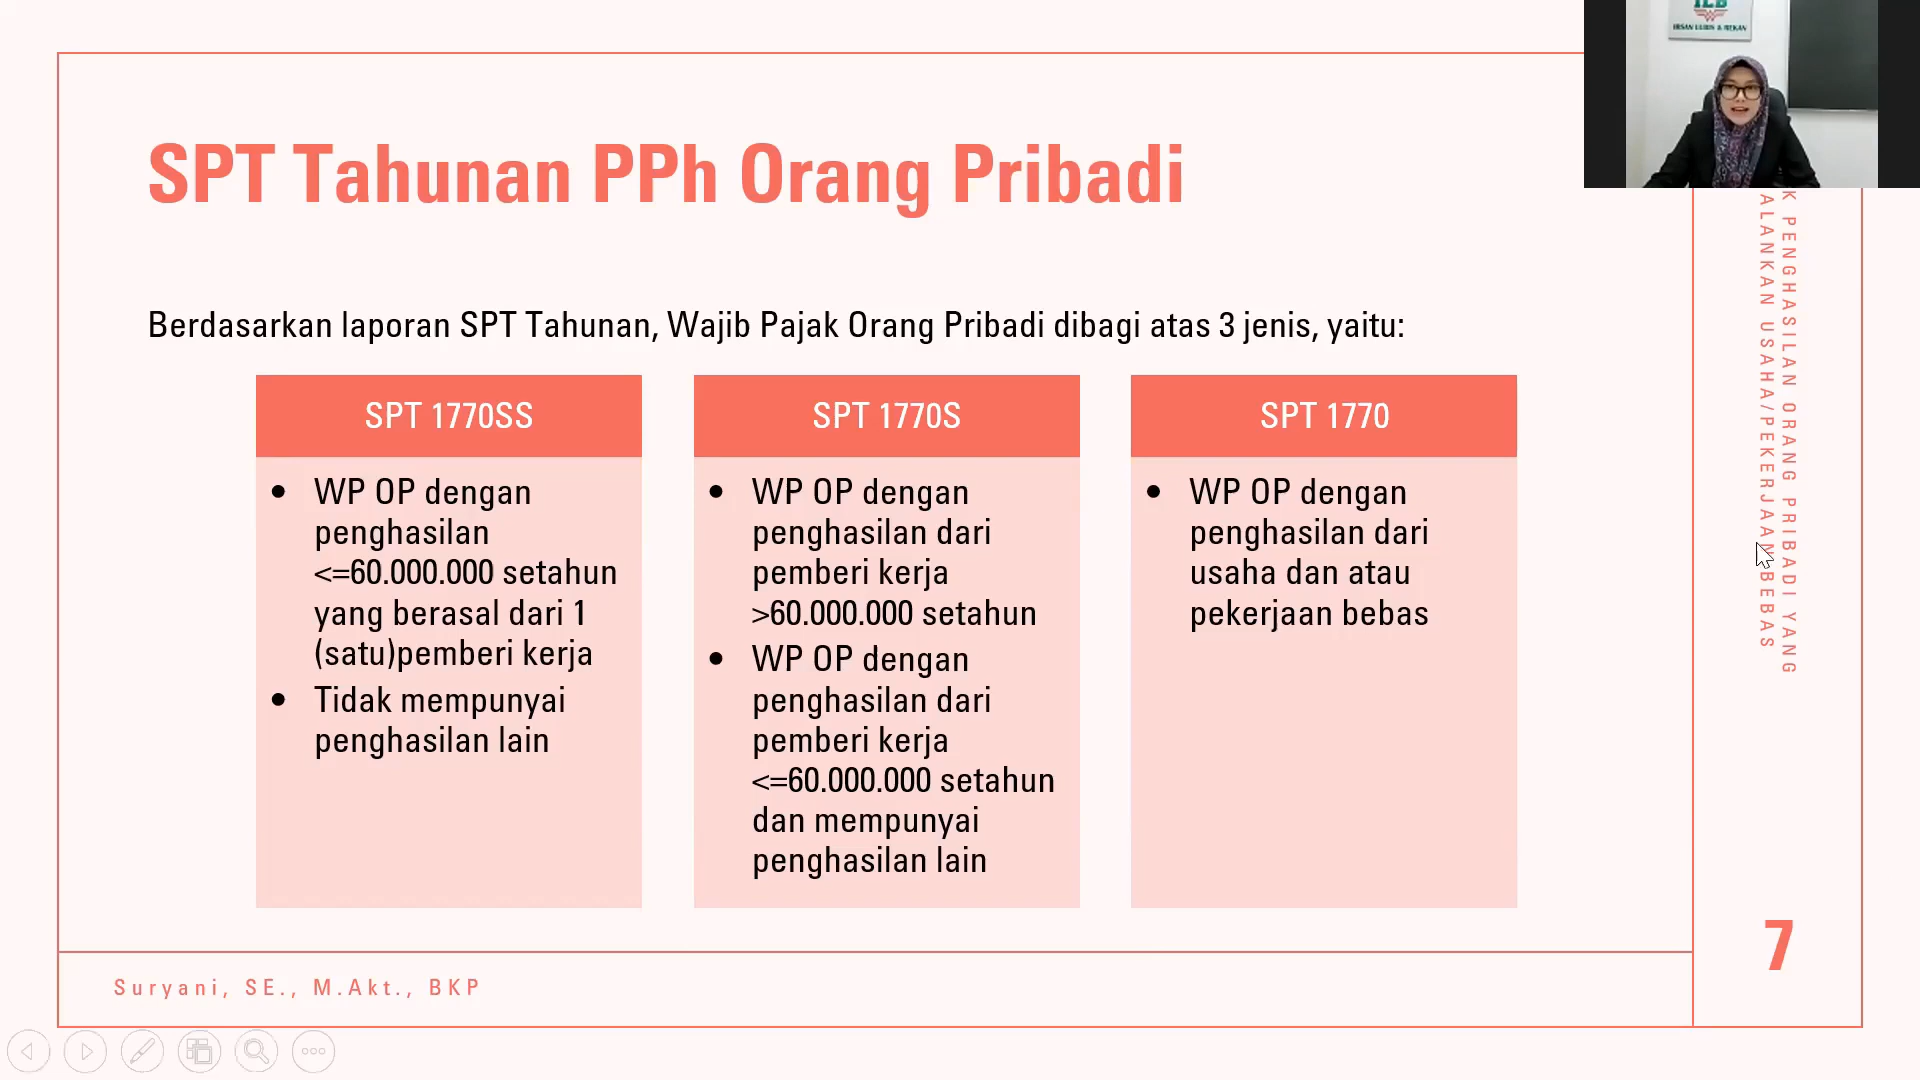 IRSAN LUBIS & REKAN
SPT Tahunan PPh Orang Pribadi
Berdasarkan laporan SPT Tahunan, Wajib Pajak Orang Pribadi dibagi atas 3 jenis, yaitu:
SPT 1770SS
• WP OP dengan
penghasilan
<=60.000.000 setahun
yang berasal dari 1
(satu)pemberi kerja
• Tidak mempunyai
penghasilan lain
SPT 1770S
• WP OP dengan
penghasilan dari
pemberi kerja
>60.000.000 setahun
• WP OP dengan
penghasilan dari
pemberi kerja
<=60.000.000 setahun
dan mempunyai
penghasilan lain
SPT 1770
• WP OP dengan
penghasilan dari
usaha dan atau
pekerjaan bebas
K PENGHASILAN ORANG PRIBADI YANG
ALANKAN USAHA/PEKERJAAN BEBAS
7
Suryani, SE., M.Akt., BKP